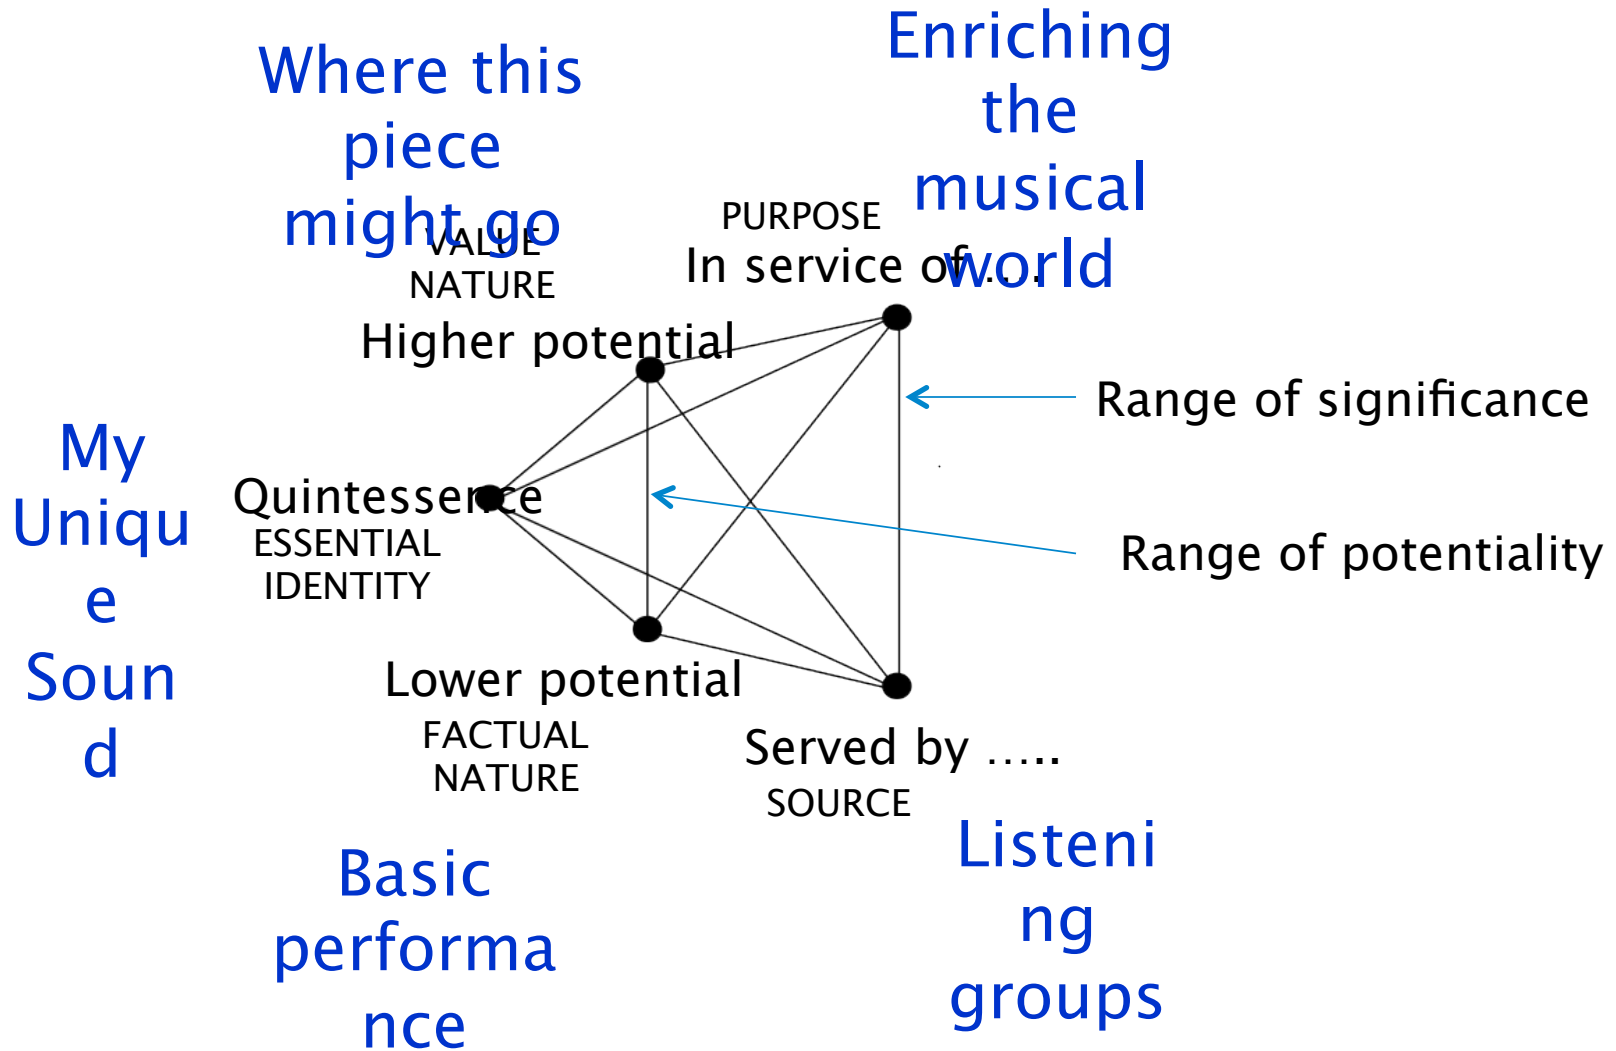 Where this
piece
might go
VALUE
NATURE
Higher potential
Enriching
the
musical
world
PURPOSE
In service of ….
Range of significance
My
Uniqu
e
Soun
d
Quintessence
ESSENTIAL
IDENTITY
Range of potentiality
Lower potential
FACTUAL
NATURE
Served by …..
SOURCE
Basic
performa
nce
Listeni
ng
groups